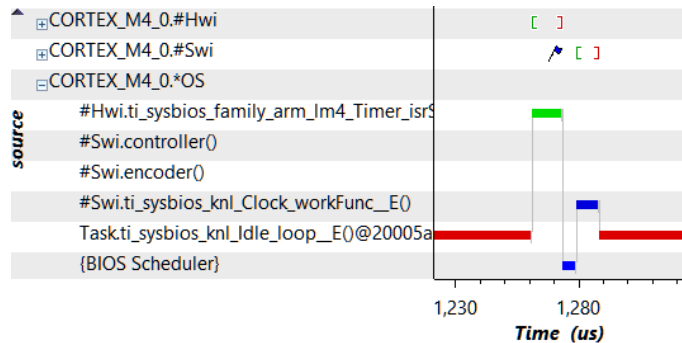 CORTEX_M4_0.#Hwi
CORTEX_M4_0.#Swi
CORTEX_M4_0.*OS
#Hwi.ti_sysbios_family_arm_lm4_Timer_isrS
#Swi.controller()
#Swi.encoder()
#Swi.ti_sysbios_knl_Clock_workFunc__E()
Task.ti_sysbios_knl_Idle_loop__E()@20005a
{BIOS Scheduler}
source
1,230 1,280
Time (us)